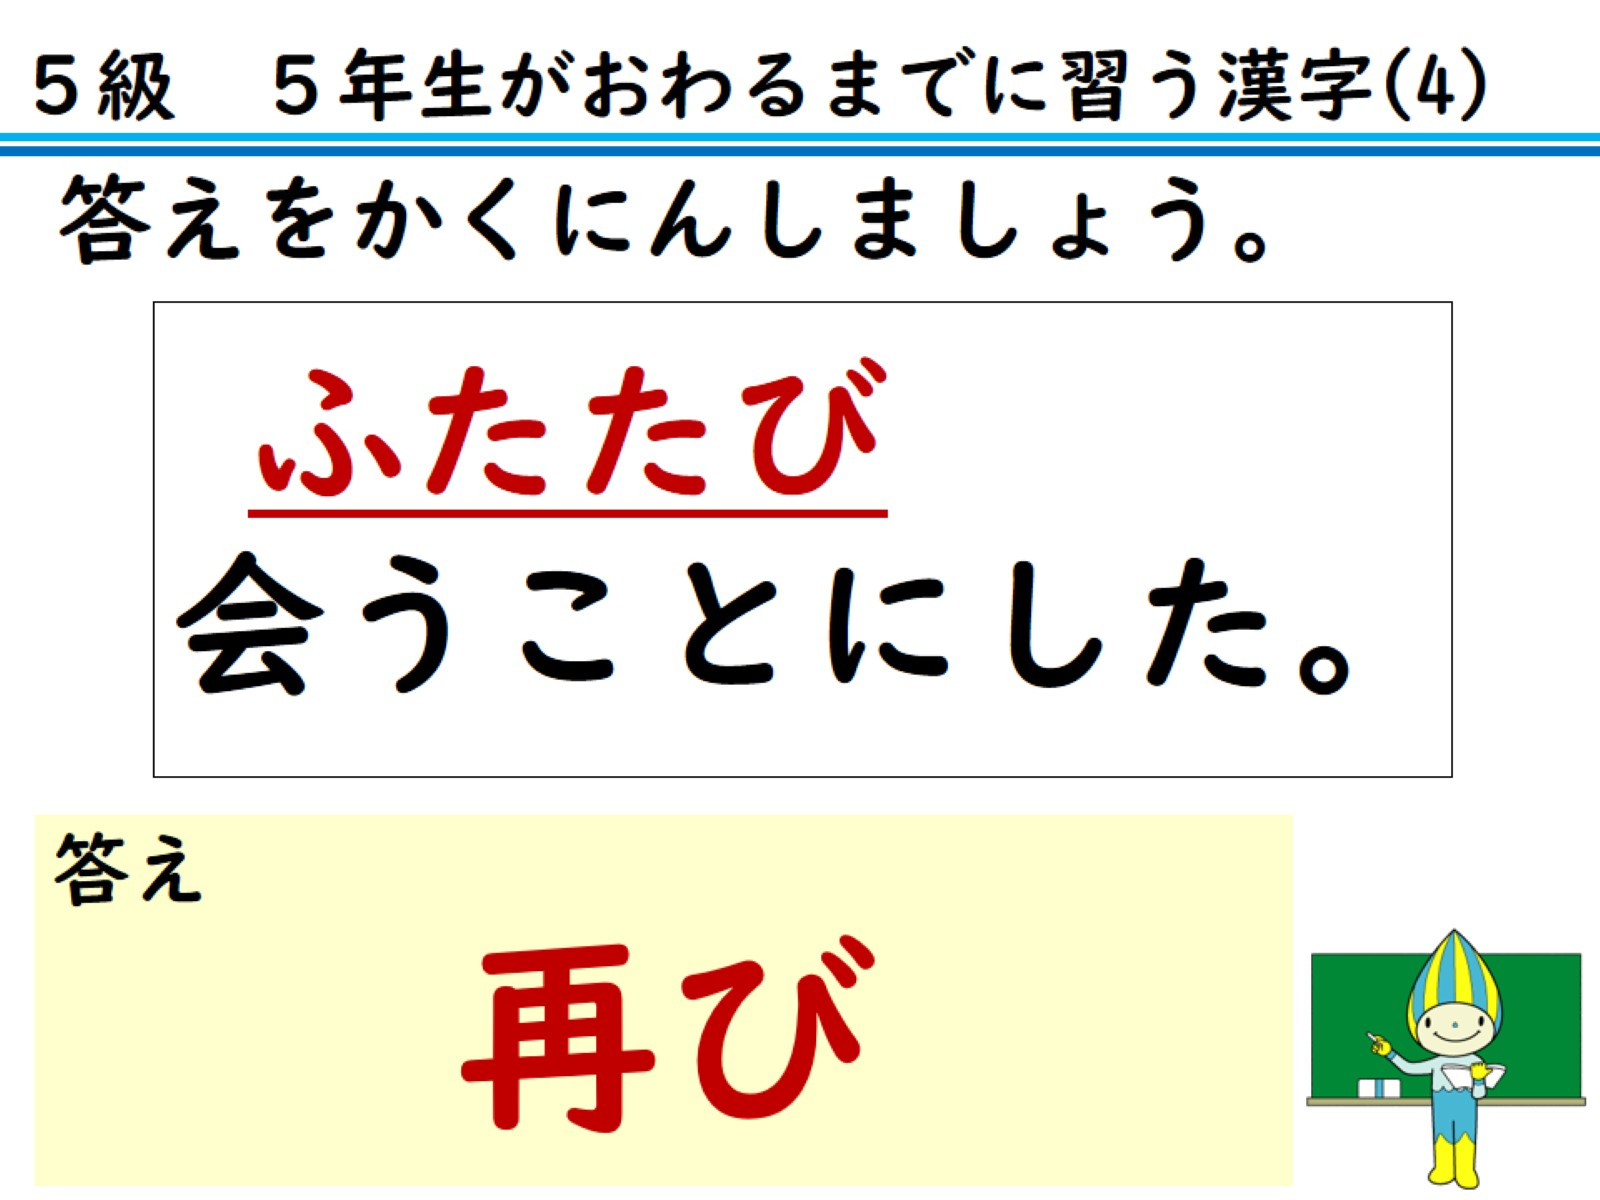 ５級　５年生がおわるまでに習う漢字(4)
答えをかくにんしましょう。
ふたたび
会うことにした。
答え
再び